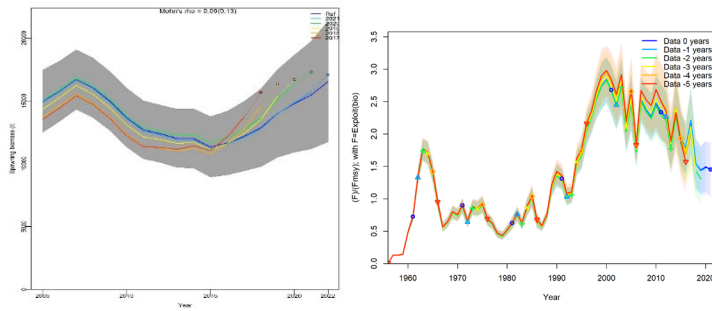 Mohn's rho = 0.06(0.13)
Ref
2021
2020
2019
2018
2017
Spawning biomass (t)
20000
15000
10000
5000
0
2005
2010
2015
2020
2022
Year
Data 0 years
Data -1 years
Data -2 years
Data -3 years
Data -4 years
Data -5 years
(F)/(Fmsy); with F=Exploit(bio)
3.5
3.0
2.5
2.0
1.5
1.0
0.5
0.0
1960
1970
1980
1990
2000
2010
2020
Year